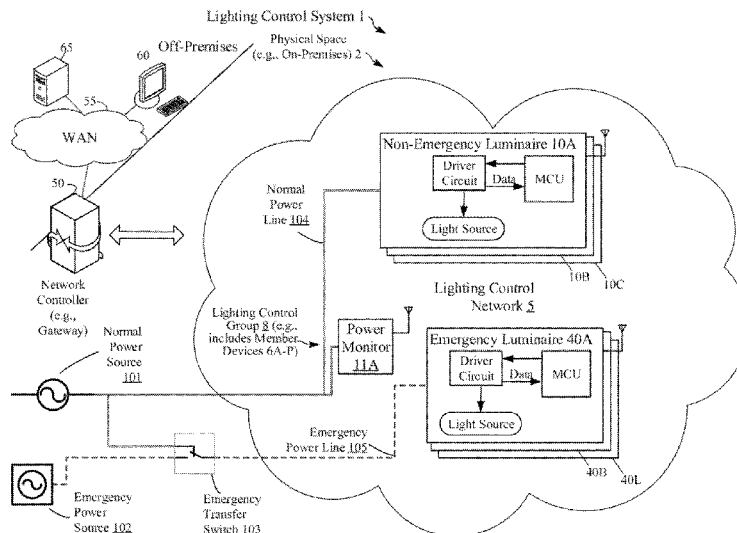 Lighting Control System 1
65
Off-Premises
60
Physical Space
(e.g., On-Premises) 2
55
WAN
50
Network
Controller
(e.g.,
Gateway)
Normal
Power
Line 104
Non-Emergency Luminaire 10A
Driver
Circuit
Data
MCU
Light Source
10B
10C
Lighting Control
Network 5
Lighting Control
Group 8 (e.g.,
includes Member
Devices 6A-P)
Power
Monitor
11A
Normal
Power
Source
101
Emergency Luminaire 40A
Driver
Circuit
Data
MCU
Light Source
40B
40L
Emergency
Power Line 105
Emergency
Power
Source 102
Emergency
Transfer
Switch 103